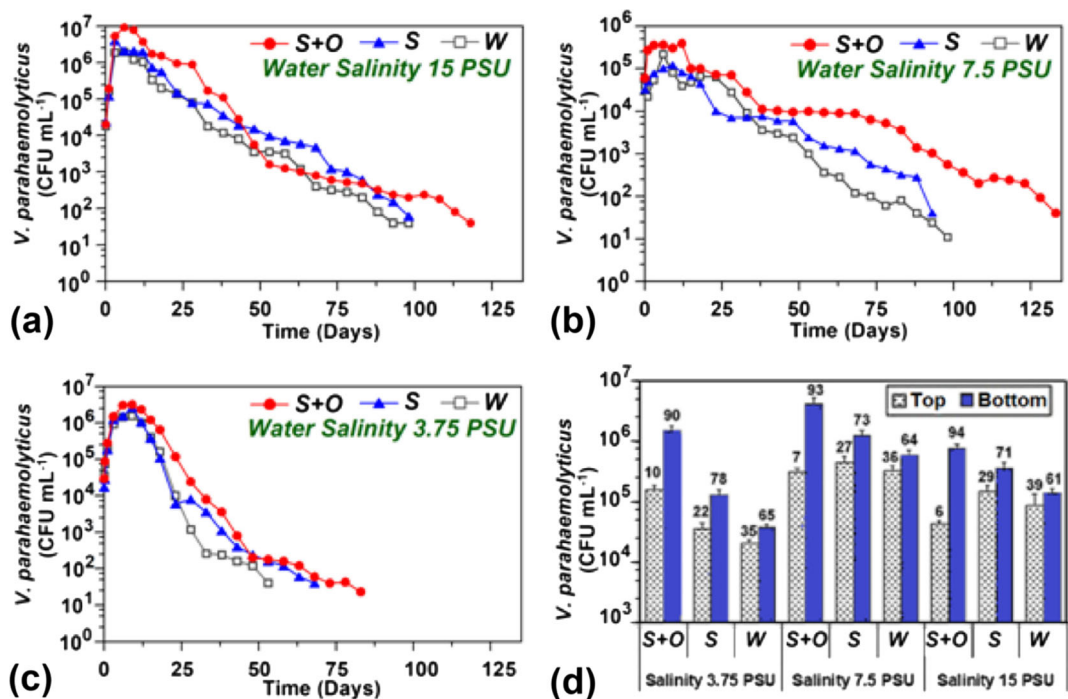 10^7
10^6
10^5
10^4
10^3
10^2
10^1
10^0
V. parahaemolyticus
(CFU mL^-1)
S+O S W
Water Salinity 15 PSU
0 25 50 75 100 125
Time (Days)
(a)
10^6
10^5
10^4
10^3
10^2
10^1
10^0
V. parahaemolyticus
(CFU mL^-1)
S+O S W
Water Salinity 7.5 PSU
0 25 50 75 100 125
Time (Days)
(b)
10^7
10^6
10^5
10^4
10^3
10^2
10^1
10^0
V. parahaemolyticus
(CFU mL^-1)
S+O S W
Water Salinity 3.75 PSU
0 25 50 75 100 125
Time (Days)
(c)
10^7
10^6
10^5
10^4
10^3
V. parahaemolyticus
(CFU mL^-1)
Top Bottom
10 90 22 78 35 65 7 93 27 73 36 64 6 94 29 71 39 61
S+O S W S+O S W S+O S W
Salinity 3.75 PSU Salinity 7.5 PSU Salinity 15 PSU
(d)